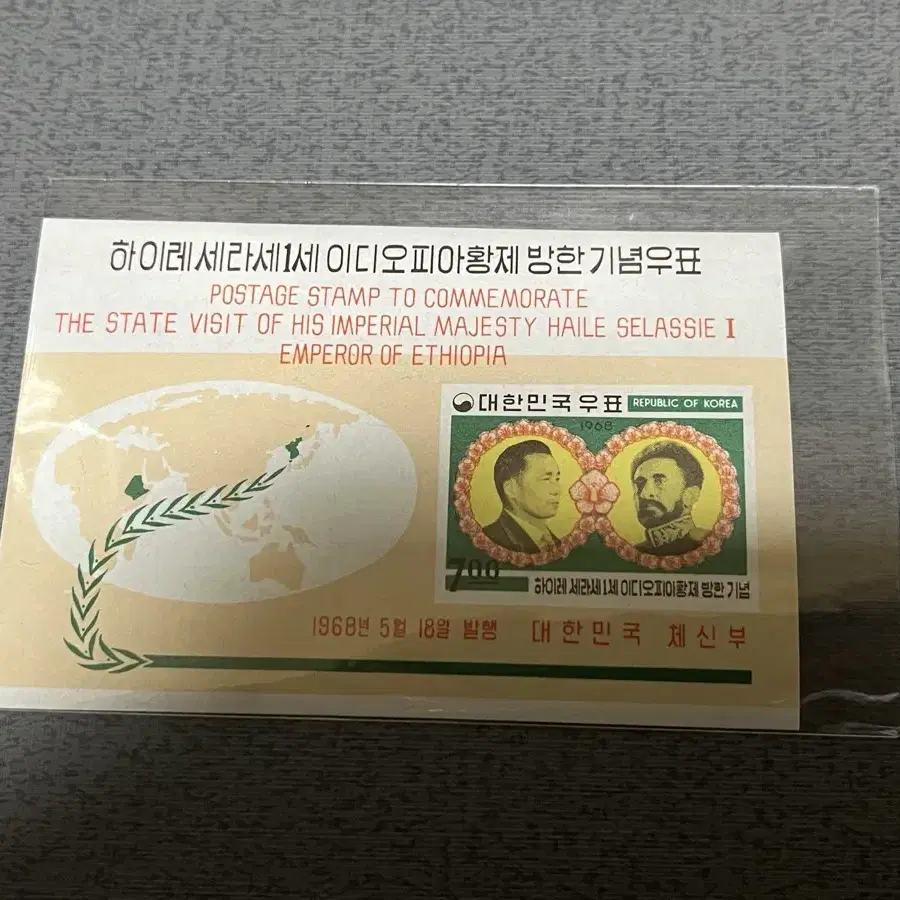 하이레세라세1세 이디오피아황제 방한기념우표
POSTAGE STAMP TO COMMEMORATE
THE STATE VISIT OF HIS IMPERIAL MAJESTY HAILE SELASSIE I
EMPEROR OF ETHIOPIA
대한민국우표 REPUBLIC OF KOREA
1968
7.00
하이레 세라세1세 이디오피아황제 방한기념
1968년 5월 18일 발행 대한민국 체신부